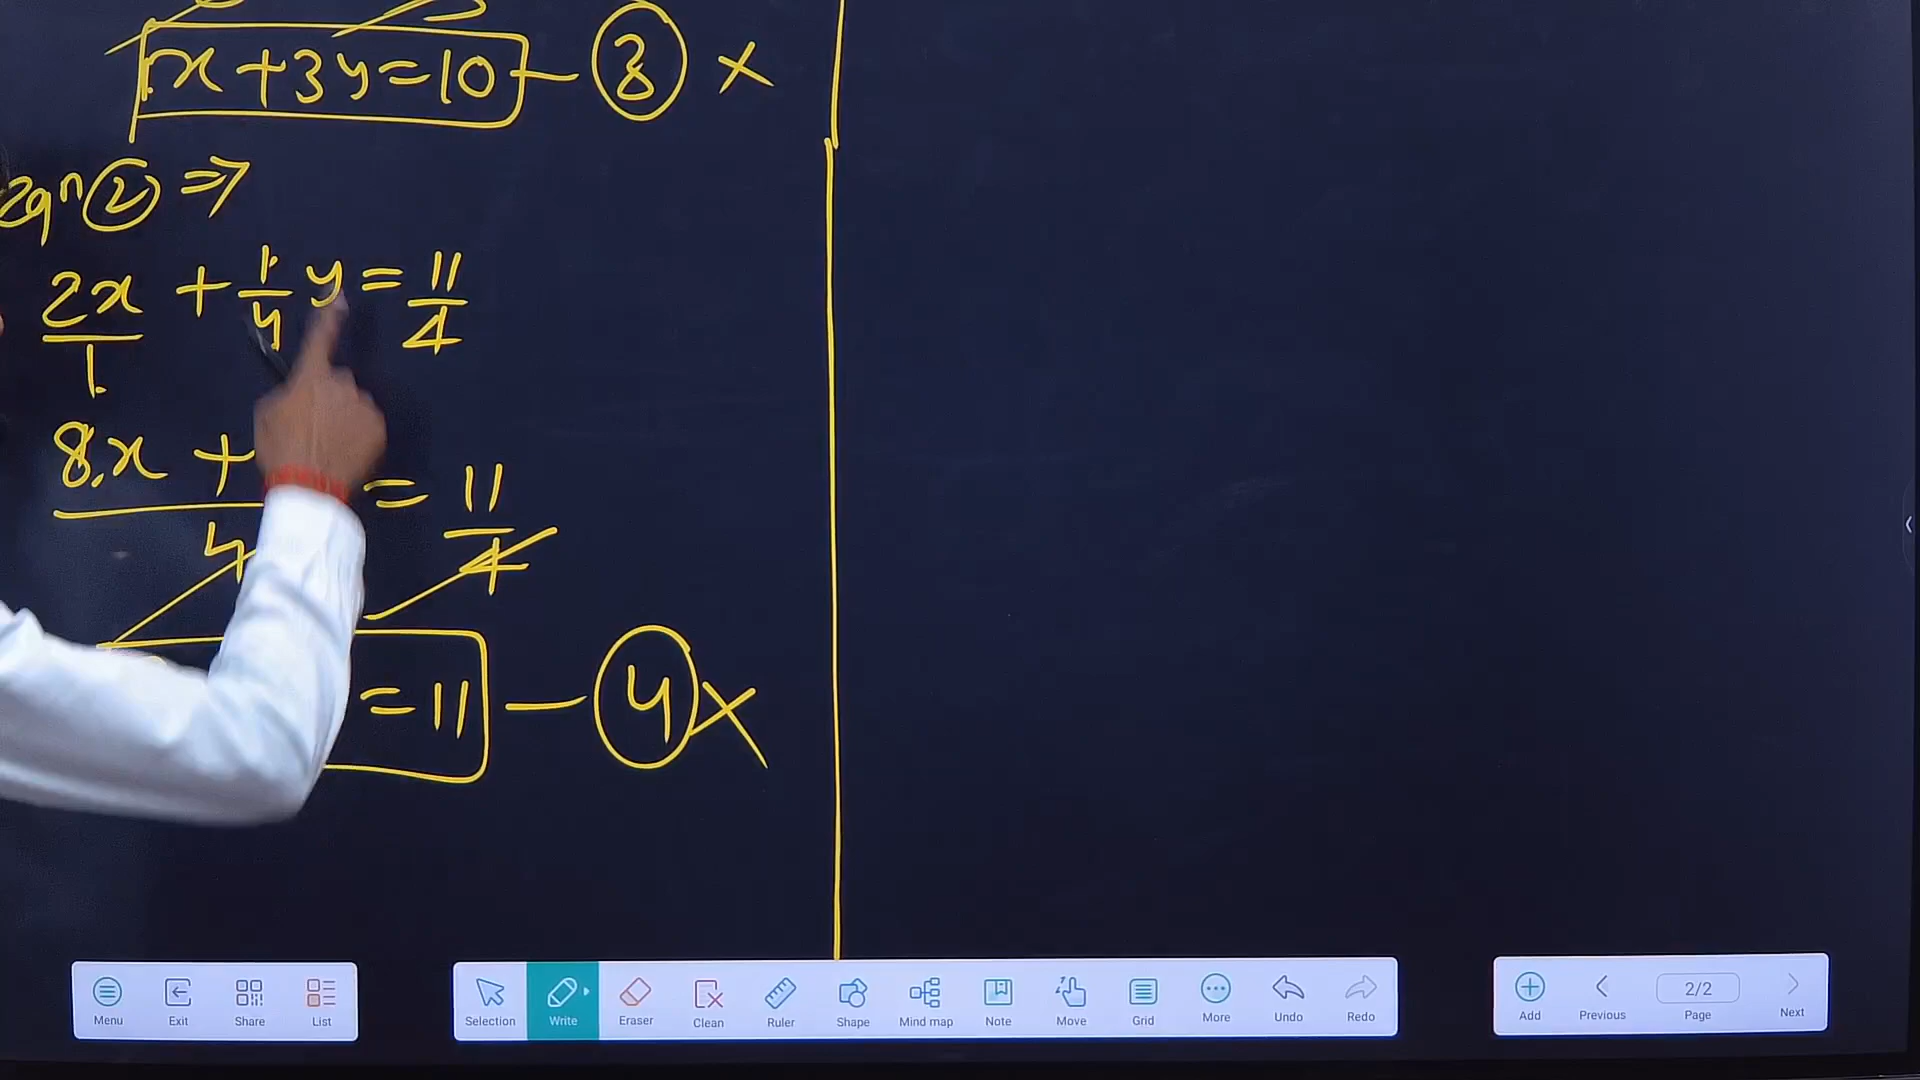 x+3y=10 — ③ ×
eqn ② ⇒
2x/1 + 1/4 y = 11/4
8x + = 11/4
4
= 11 — ④ ×
Menu Exit Share List Selection Write Eraser Clean Ruler Shape Mind map Note Move Grid More Undo Redo Add Previous 2/2 Page Next